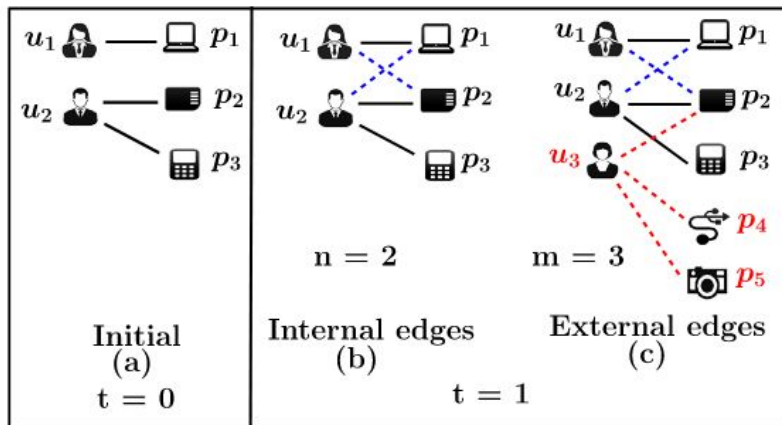 u1 p1
u2 p2
p3
Initial
(a)
t = 0
u1 p1
u2 p2
p3
n = 2
Internal edges
(b)
u1 p1
u2 p2
p3
u3
p4
m = 3
p5
External edges
(c)
t = 1